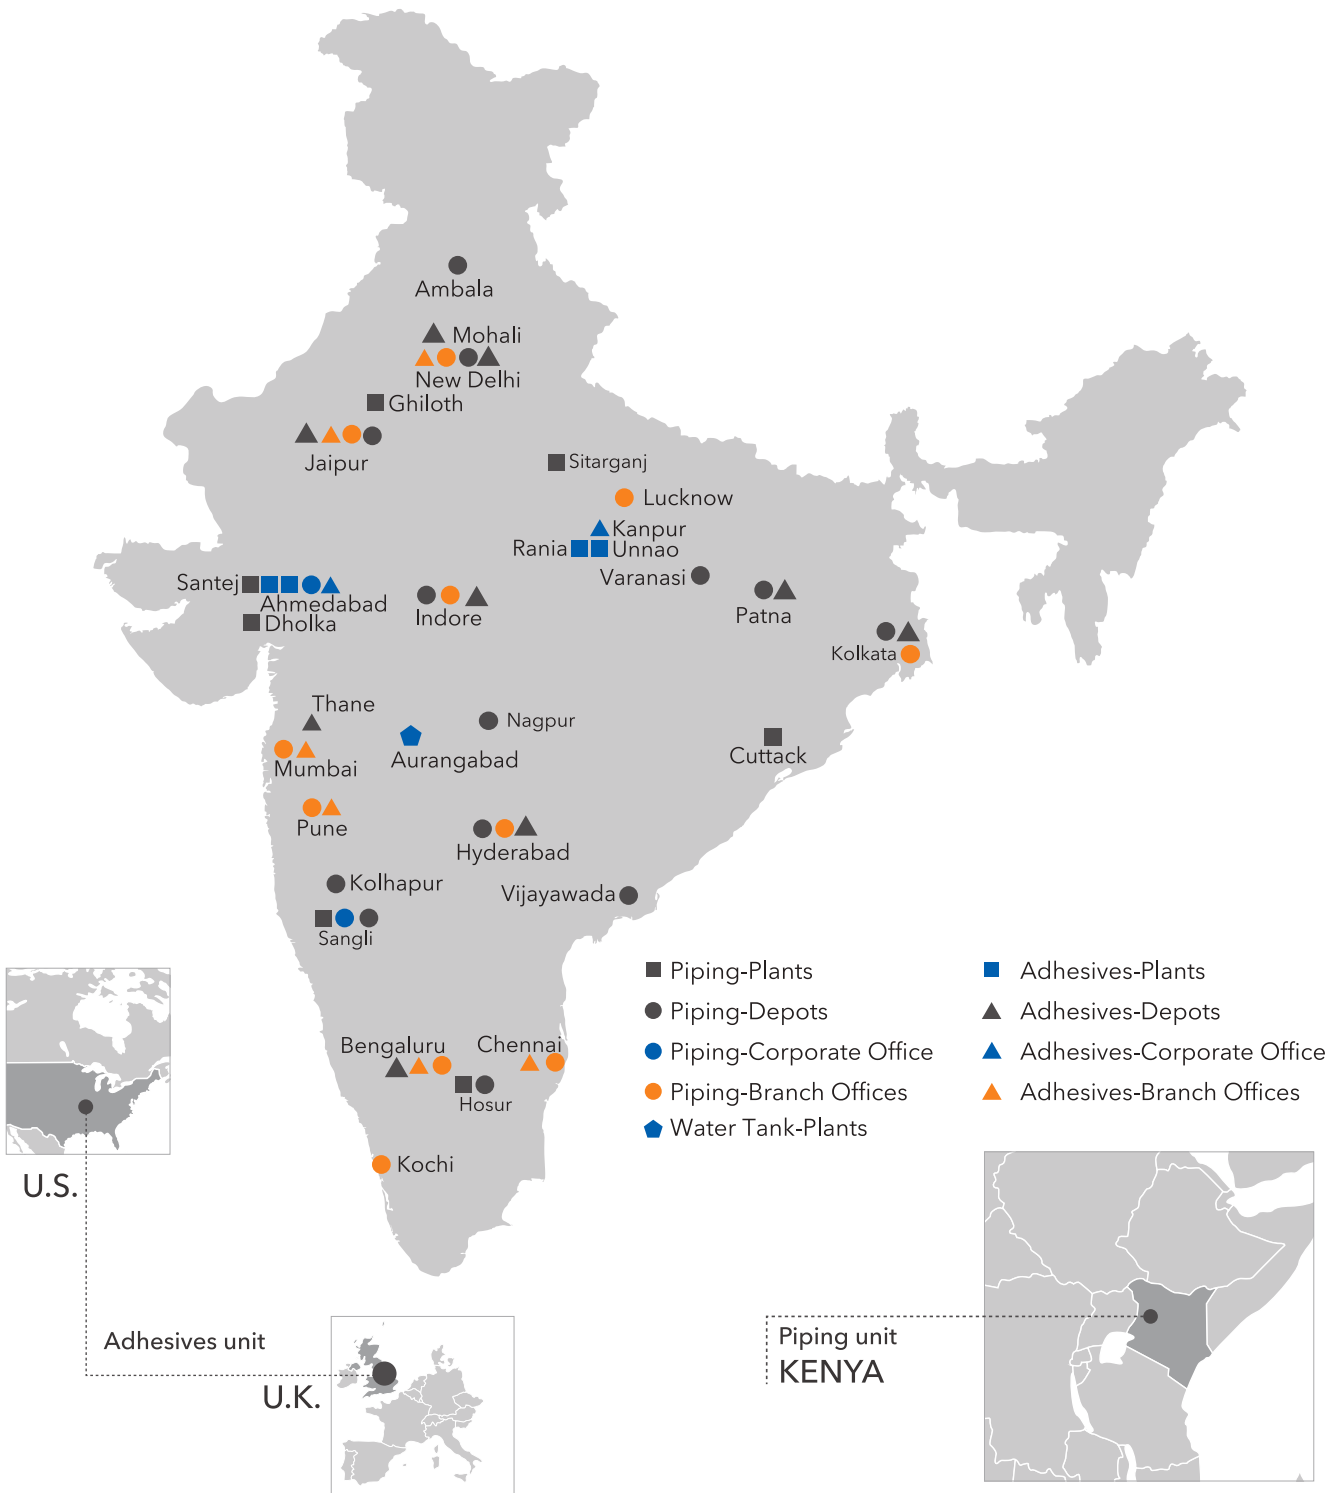 Ambala
Mohali
New Delhi
Ghiloth
Jaipur
Sitarganj
Lucknow
Kanpur
Rania
Unnao
Varanasi
Santej
Ahmedabad
Dholka
Indore
Patna
Kolkata
Thane
Nagpur
Mumbai
Aurangabad
Cuttack
Pune
Hyderabad
Kolhapur
Vijayawada
Sangli
Piping-Plants
Adhesives-Plants
Piping-Depots
Adhesives-Depots
Piping-Corporate Office
Adhesives-Corporate Office
Piping-Branch Offices
Adhesives-Branch Offices
Water Tank-Plants
Bengaluru
Chennai
Hosur
Kochi
U.S.
Adhesives unit
U.K.
Piping unit
KENYA